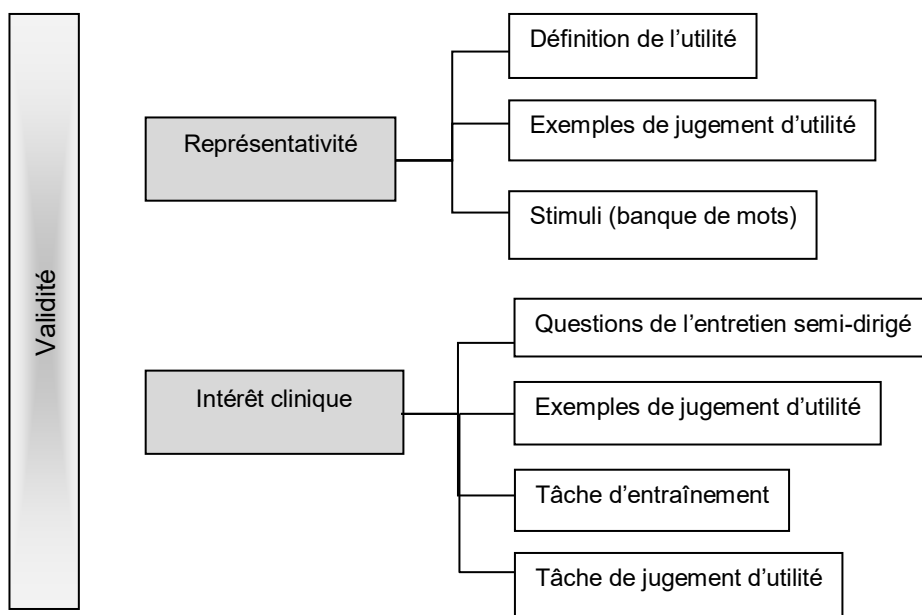 Validité
Représentativité
Définition de l’utilité
Exemples de jugement d’utilité
Stimuli (banque de mots)
Intérêt clinique
Questions de l’entretien semi-dirigé
Exemples de jugement d’utilité
Tâche d’entraînement
Tâche de jugement d’utilité